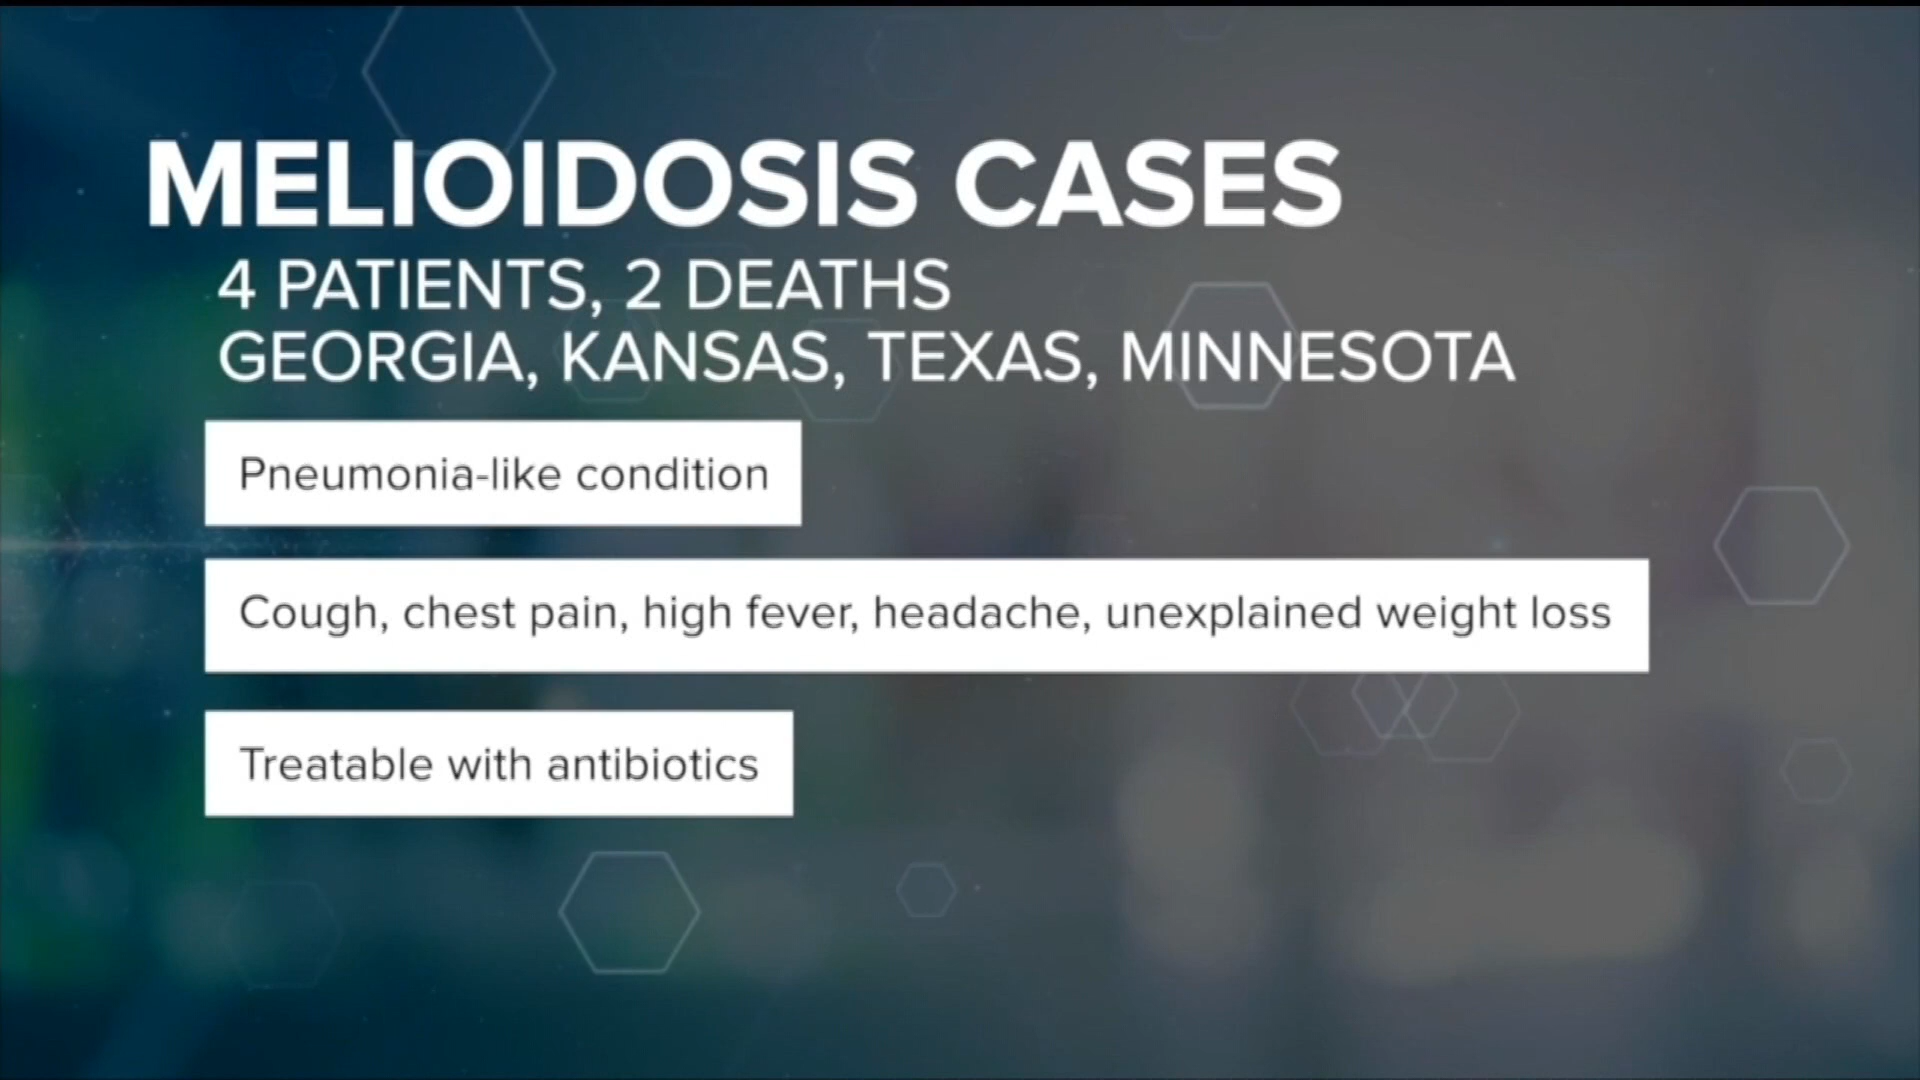 MELIOIDOSIS CASES
4 PATIENTS, 2 DEATHS
GEORGIA, KANSAS, TEXAS, MINNESOTA
Pneumonia-like condition
Cough, chest pain, high fever, headache, unexplained weight loss
Treatable with antibiotics